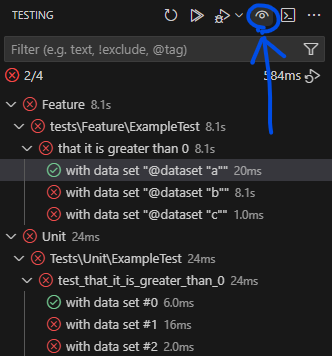 TESTING
Filter (e.g. text, !exclude, @tag)
2/4 584ms
Feature 8.1s
tests\Feature\ExampleTest 8.1s
that it is greater than 0 8.1s
with data set "@dataset "a"" 20ms
with data set "@dataset "b"" 8.1s
with data set "@dataset "c"" 1.0ms
Unit 24ms
Tests\Unit\ExampleTest 24ms
test_that_it_is_greater_than_0 24ms
with data set #0 6.0ms
with data set #1 16ms
with data set #2 2.0ms